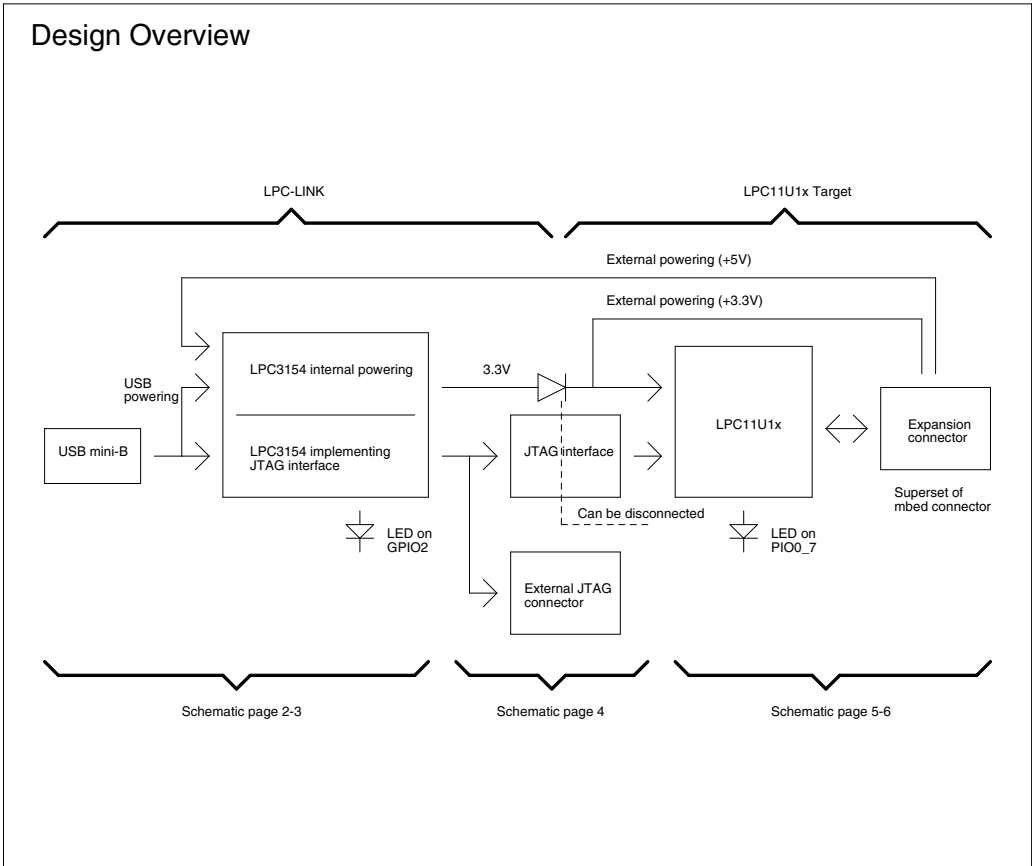 Design Overview
LPC-LINK
LPC11U1x Target
External powering (+5V)
External powering (+3.3V)
LPC3154 internal powering
3.3V
USB
powering
LPC11U1x
Expansion
connector
USB mini-B
LPC3154 implementing
JTAG interface
JTAG interface
Superset of
mbed connector
Can be disconnected
LED on
GPIO2
LED on
PIO0_7
External JTAG
connector
Schematic page 2-3
Schematic page 4
Schematic page 5-6